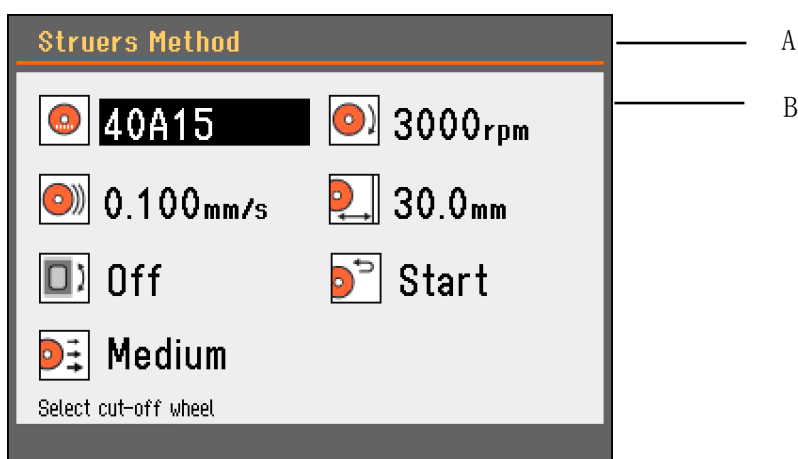 Struers Method
A
B
40A15
3000rpm
0.100mm/s
30.0mm
Off
Start
Medium
Select cut-off wheel